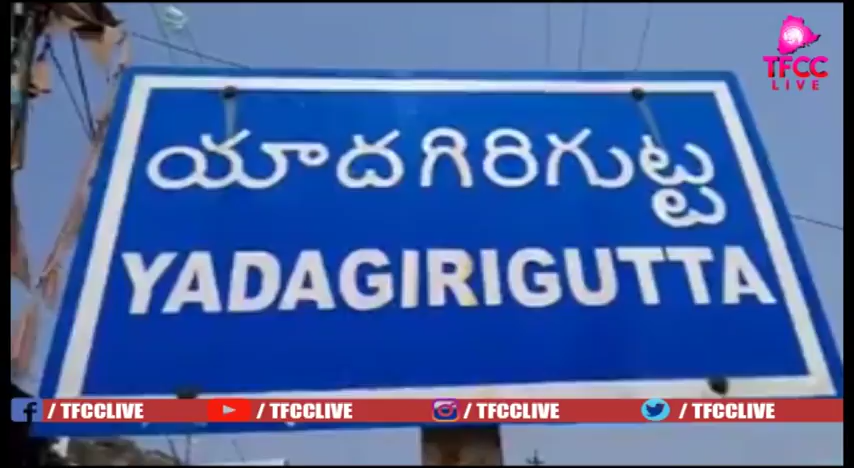 TFCC
LIVE
యాదగిరిగుట్ట
YADAGIRIGUTTA
/ TFCCLIVE / TFCCLIVE / TFCCLIVE / TFCCLIVE